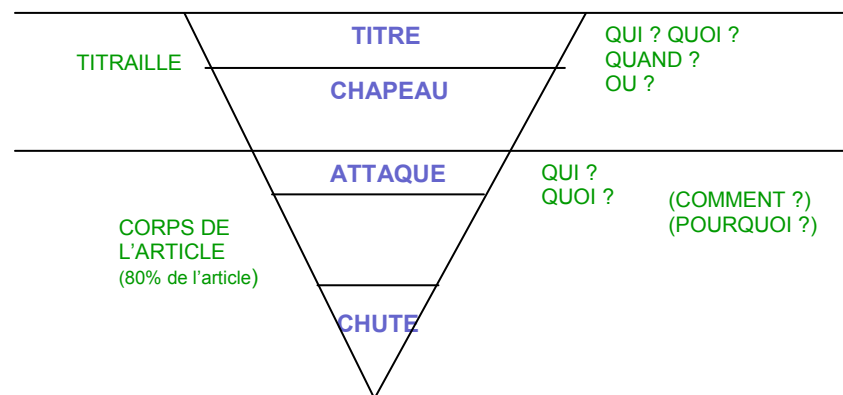 TITRE
QUI ? QUOI ?
QUAND ?
OU ?
TITRAILLE
CHAPEAU
ATTAQUE
QUI ?
QUOI ?
(COMMENT ?)
(POURQUOI ?)
CORPS DE
L’ARTICLE
(80% de l’article)
CHUTE